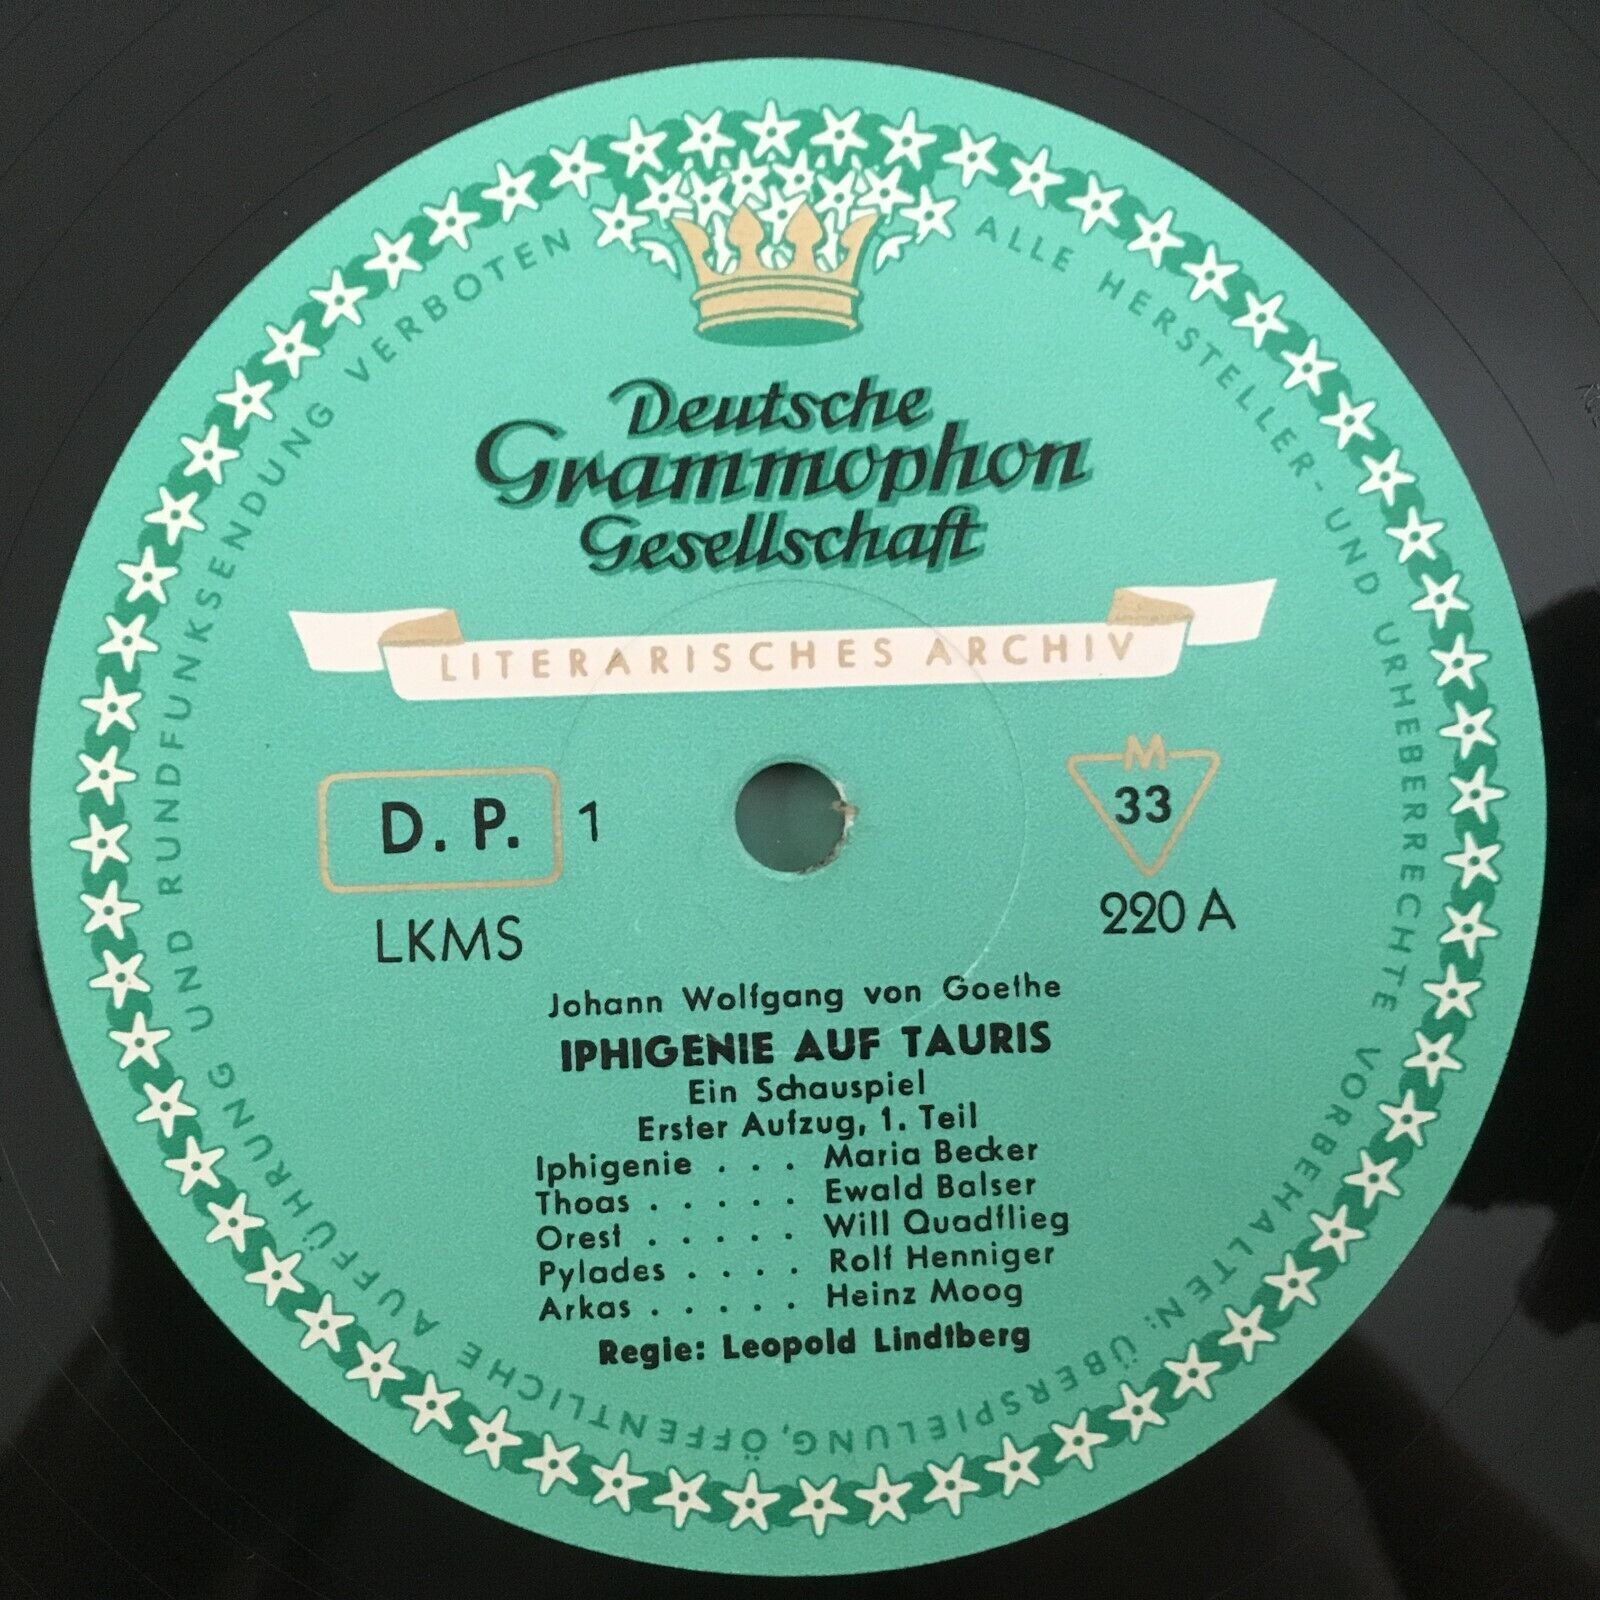 ALLE HERSTELLER- UND URHEBERRECHTE VORBEHALTEN: ÜBERSPIELUNG, ÖFFENTLICHE AUFFÜHRUNG UND RUNDFUNKSENDUNG VERBOTEN
Deutsche
Grammophon
Gesellschaft
LITERARISCHES ARCHIV
D. P. 1
M
33
LKMS
220 A
Johann Wolfgang von Goethe
IPHIGENIE AUF TAURIS
Ein Schauspiel
Erster Aufzug, 1. Teil
Iphigenie . . . Maria Becker
Thoas . . . . . Ewald Balser
Orest . . . . . Will Quadflieg
Pylades . . . . Rolf Henniger
Arkas . . . . . Heinz Moog
Regie: Leopold Lindtberg